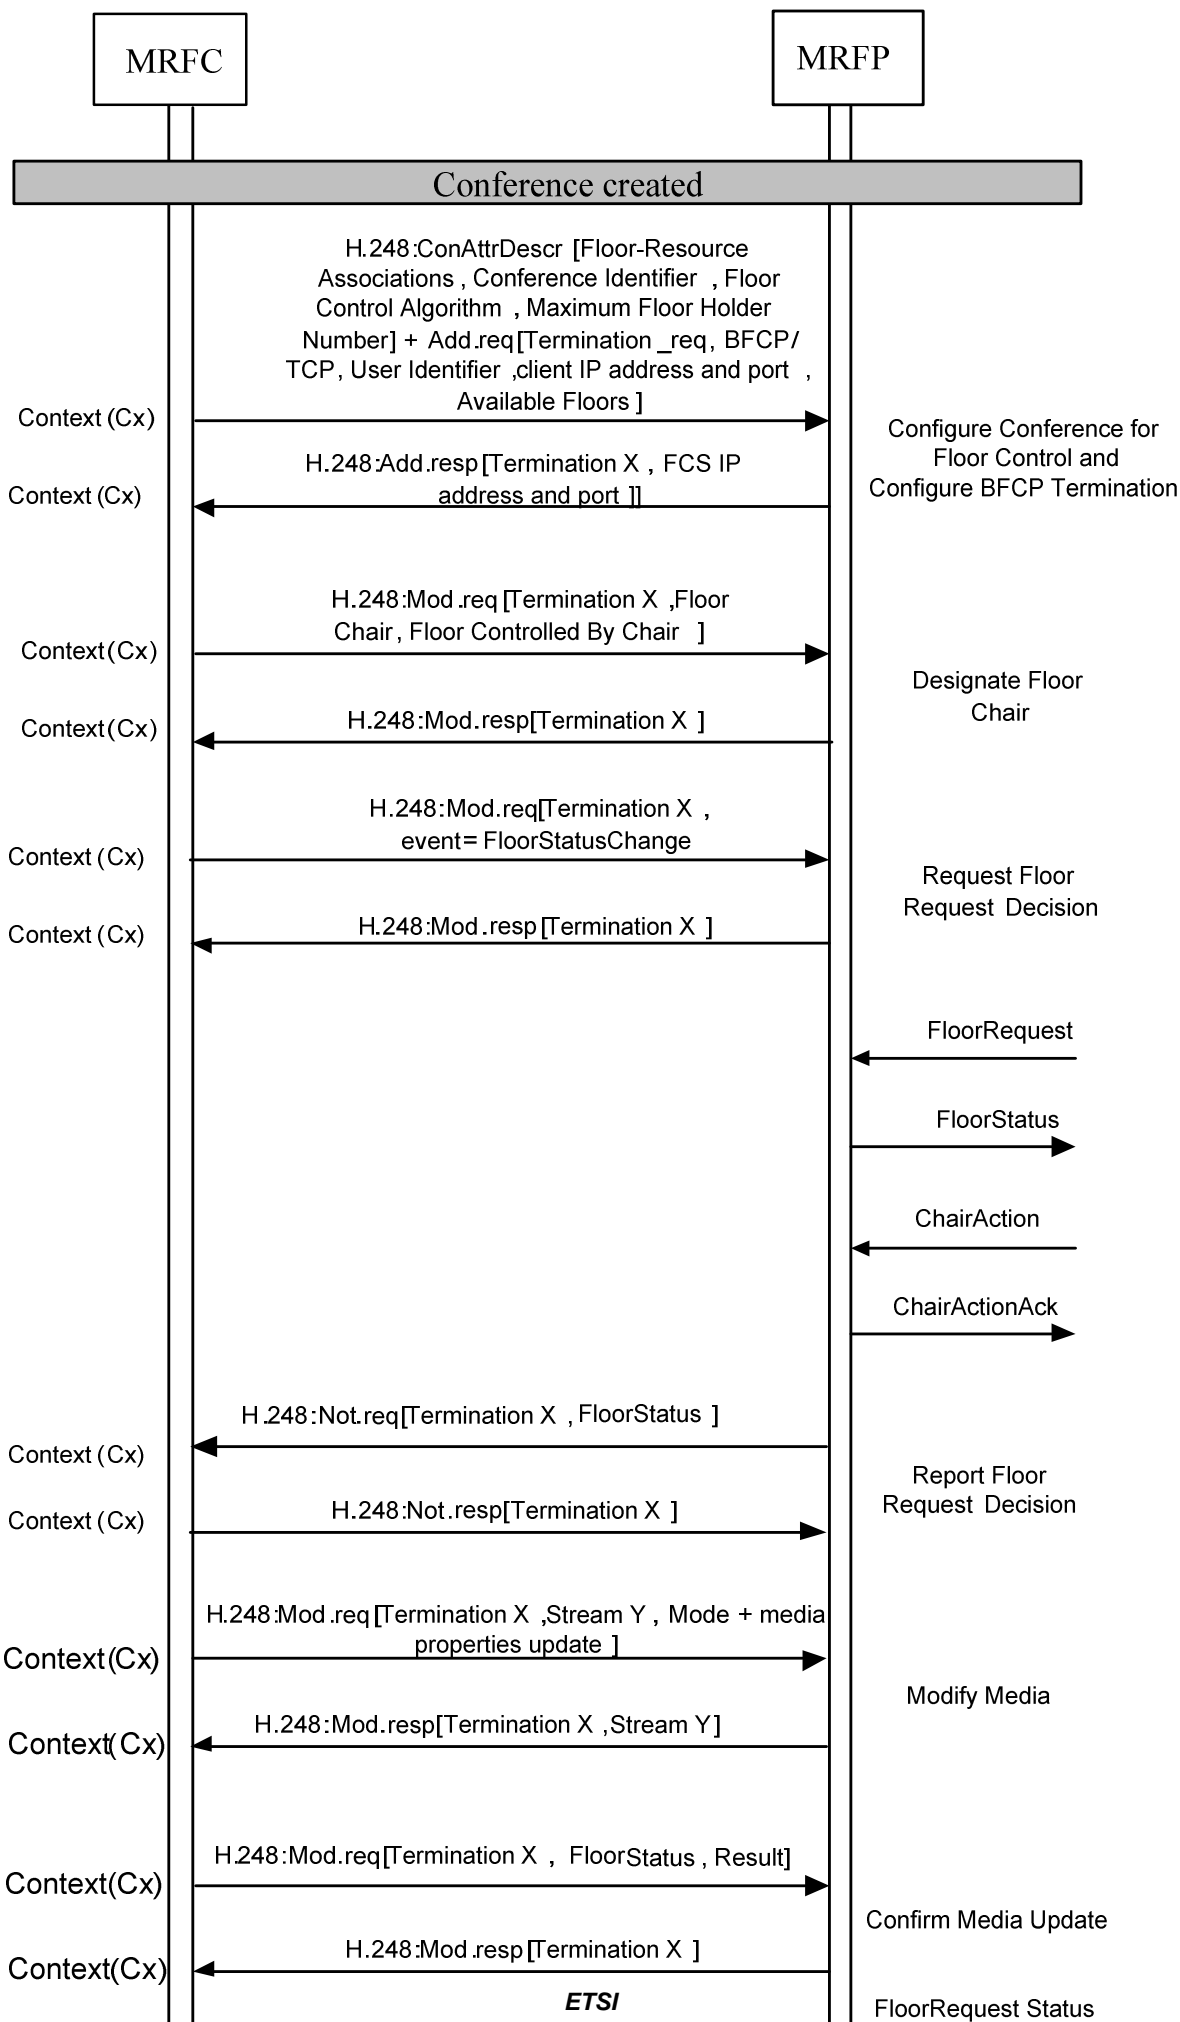 MRFC
MRFP
Conference created
H.248:ConAttrDescr [Floor-Resource
Associations , Conference Identifier , Floor
Control Algorithm , Maximum Floor Holder
Number] + Add.req[Termination _req, BFCP/
TCP, User Identifier ,client IP address and port ,
Available Floors ]
Context (Cx)
Configure Conference for
Floor Control and
Configure BFCP Termination
H.248:Add.resp[Termination X , FCS IP
address and port ]]
Context (Cx)
H.248:Mod.req [Termination X ,Floor
Chair, Floor Controlled By Chair ]
Context(Cx)
Designate Floor
Chair
H.248:Mod.resp[Termination X ]
Context(Cx)
H.248:Mod.req[Termination X ,
event= FloorStatusChange
Context (Cx)
Request Floor
Request Decision
H.248:Mod.resp[Termination X ]
Context (Cx)
FloorRequest
FloorStatus
ChairAction
ChairActionAck
H.248:Not.req[Termination X , FloorStatus ]
Context (Cx)
Report Floor
Request Decision
H.248:Not.resp[Termination X ]
Context (Cx)
H.248:Mod.req [Termination X ,Stream Y , Mode + media
properties update ]
Context(Cx)
Modify Media
H.248:Mod.resp[Termination X ,Stream Y]
Context(Cx)
H.248:Mod.req[Termination X , FloorStatus , Result]
Context(Cx)
Confirm Media Update
H.248:Mod.resp[Termination X ]
Context(Cx)
ETSI
FloorRequest Status